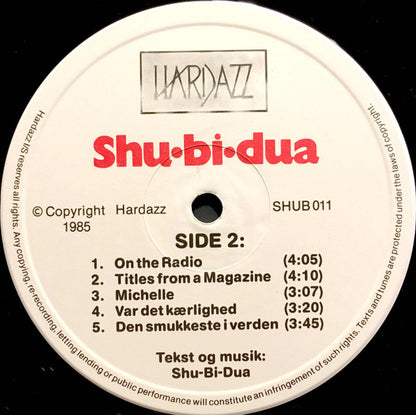 HARDAZZ
Shu•bi•dua
© Copyright Hardazz SHUB 011
1985
SIDE 2:
1. On the Radio (4:05)
2. Titles from a Magazine (4:10)
3. Michelle (3:07)
4. Var det kærlighed (3:20)
5. Den smukkeste i verden (3:45)
Tekst og musik:
Shu-Bi-Dua
Hardazz I/S reserves all rights. Any copying, re-recording, letting lending or public performance will constitute an infringement of such rights. Texts and tunes are protected under the laws of copyright.